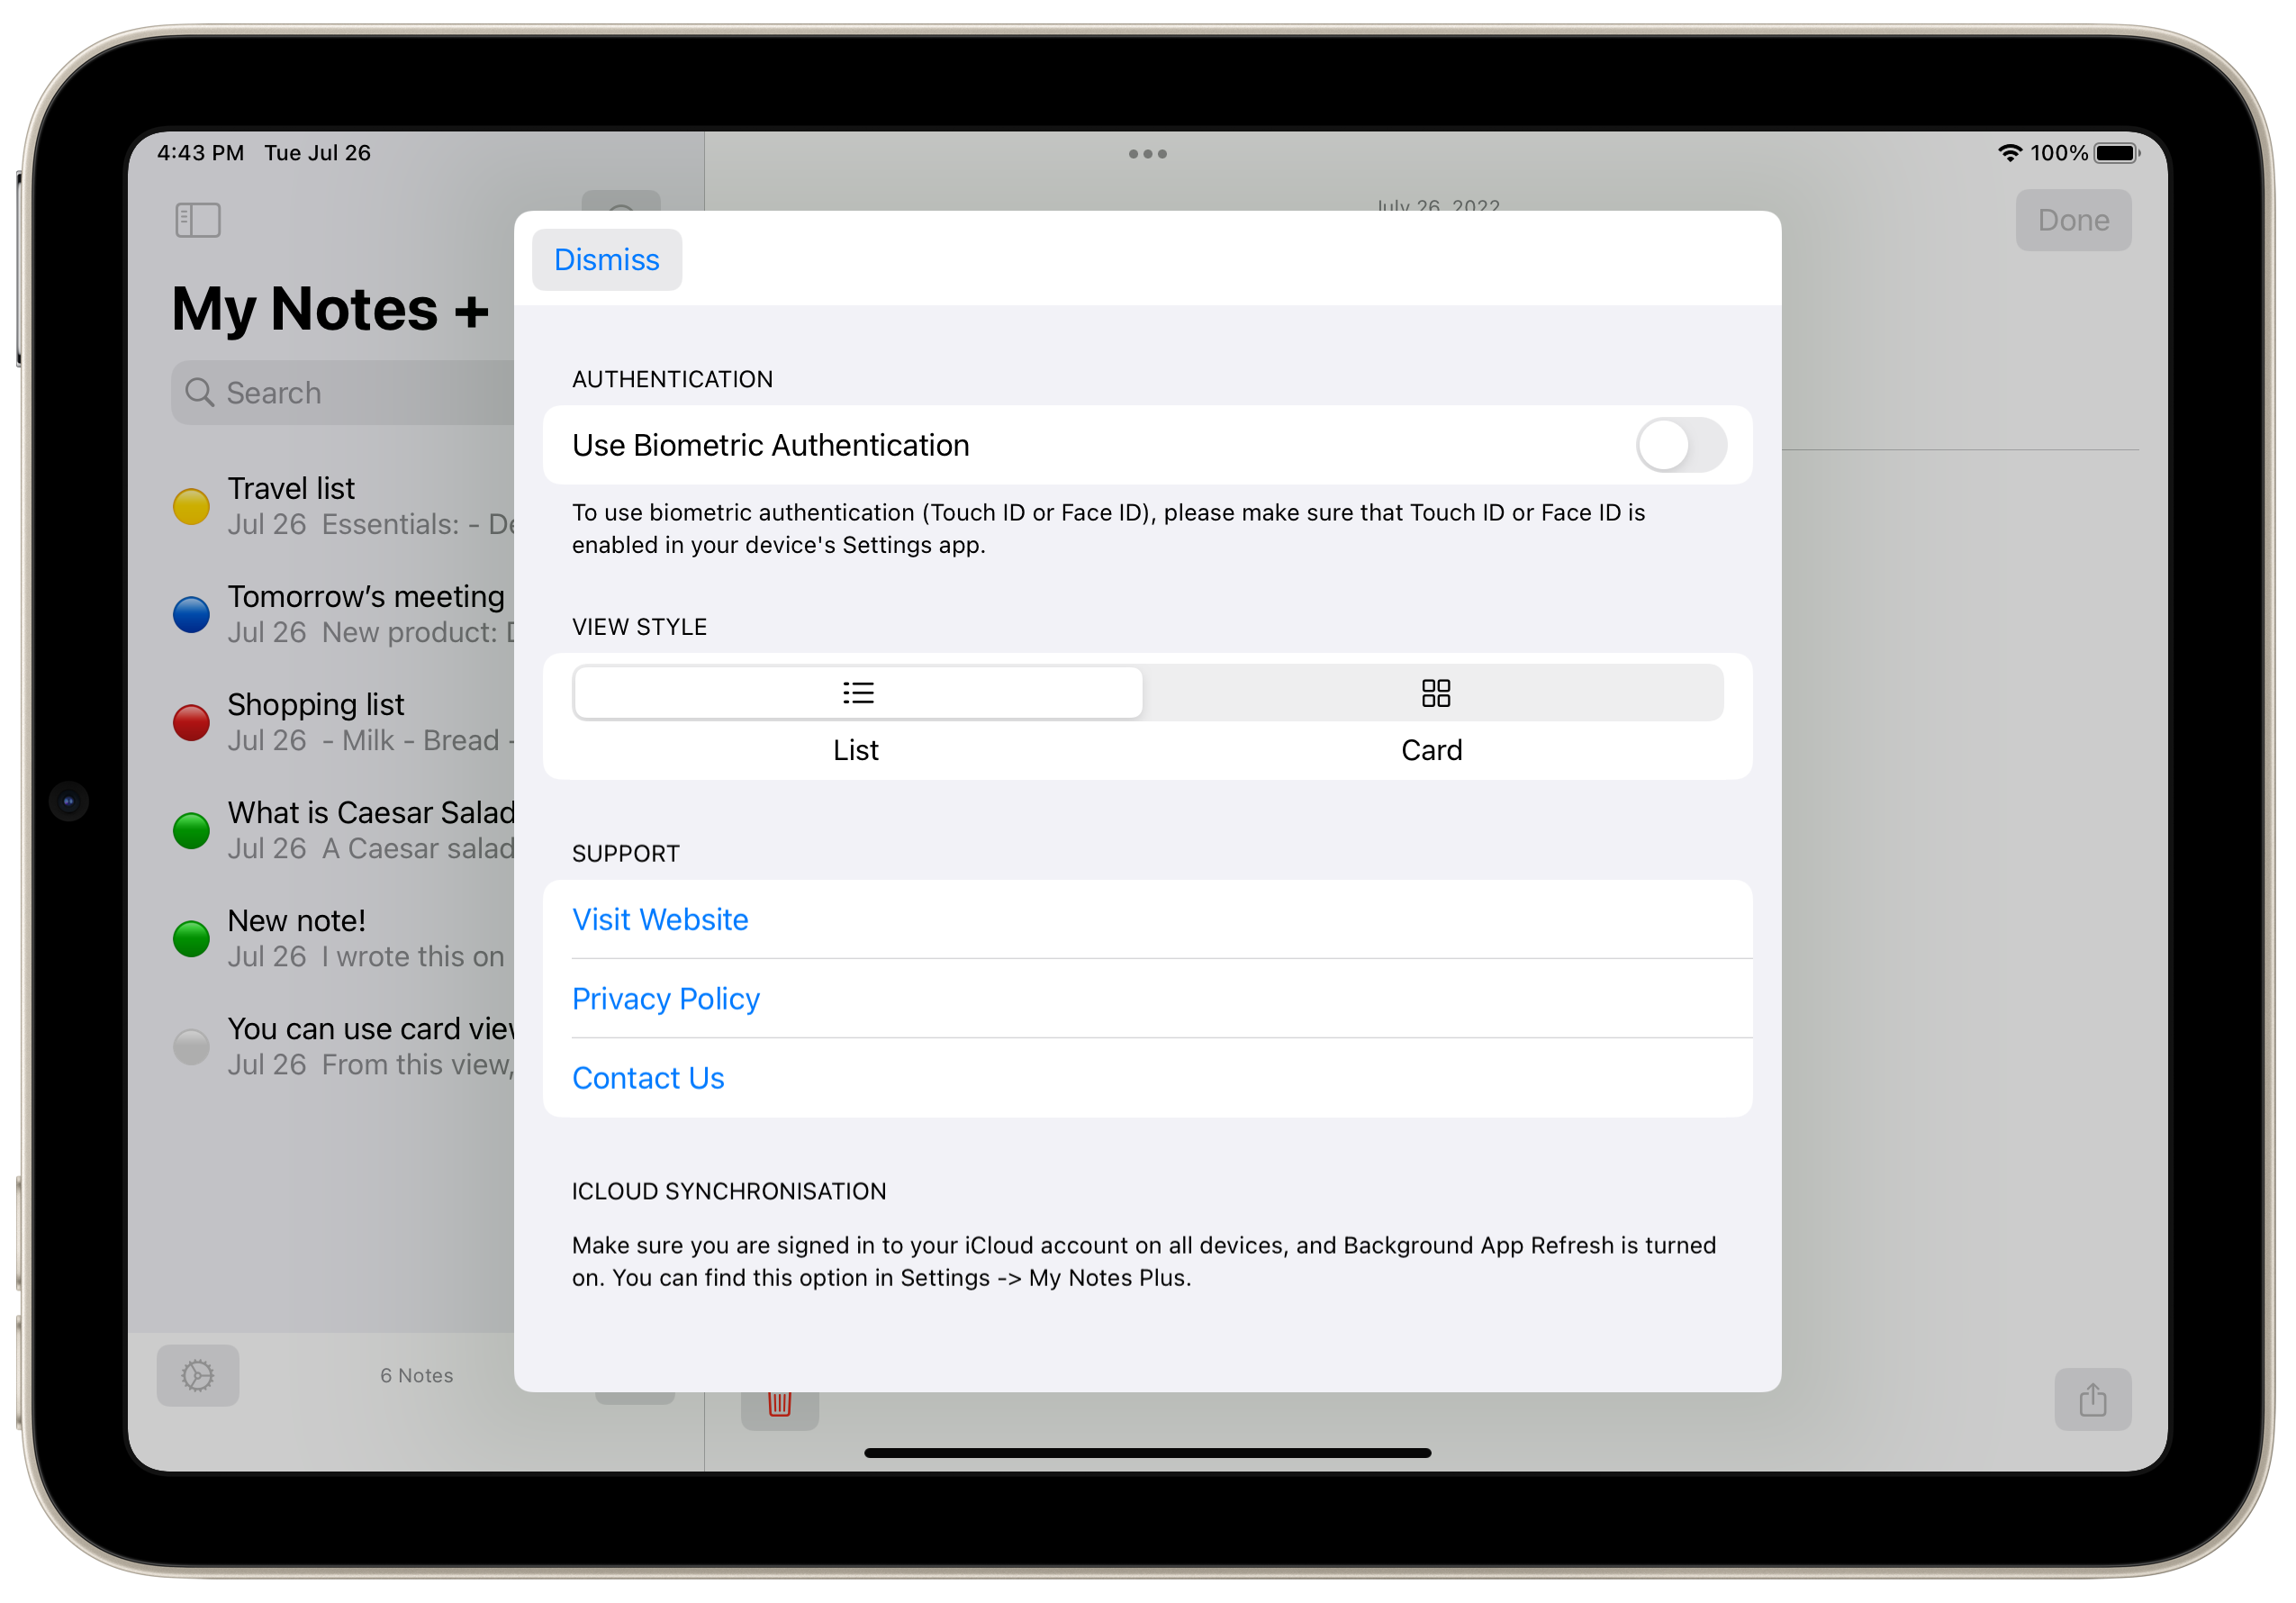 4:43 PM Tue Jul 26
100%
July 26, 2022
Done
My Notes +
Search
Travel list
Jul 26 Essentials: -
Tomorrow’s meeting
Jul 26 New product:
Shopping list
Jul 26 - Milk - Bread -
What is Caesar Salad
Jul 26 A Caesar salad
New note!
Jul 26 I wrote this on
You can use card view
Jul 26 From this view,
6 Notes
Dismiss
AUTHENTICATION
Use Biometric Authentication
To use biometric authentication (Touch ID or Face ID), please make sure that Touch ID or Face ID is
enabled in your device's Settings app.
VIEW STYLE
List
Card
SUPPORT
Visit Website
Privacy Policy
Contact Us
ICLOUD SYNCHRONISATION
Make sure you are signed in to your iCloud account on all devices, and Background App Refresh is turned
on. You can find this option in Settings -> My Notes Plus.